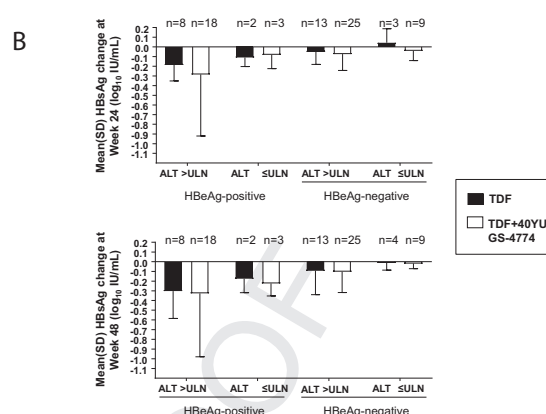 B
Mean(SD) HBsAg change at
Week 24 (log10 IU/mL)
n=8 n=18 n=2 n=3 n=13 n=25 n=3 n=9
0.2
0.1
-0.0
-0.1
-0.2
-0.3
-0.4
-0.5
-0.6
-0.7
-0.8
-0.9
-1.0
-1.1
ALT >ULN ALT ≤ULN ALT >ULN ALT ≤ULN
HBeAg-positive HBeAg-negative
TDF
TDF+40YU
GS-4774
Mean(SD) HBsAg change at
Week 48 (log10 IU/mL)
n=8 n=18 n=2 n=3 n=13 n=25 n=4 n=9
0.2
0.1
-0.0
-0.1
-0.2
-0.3
-0.4
-0.5
-0.6
-0.7
-0.8
-0.9
-1.0
-1.1
ALT >ULN ALT ≤ULN ALT >ULN ALT ≤ULN
HBeAg-positive HBeAg-negative